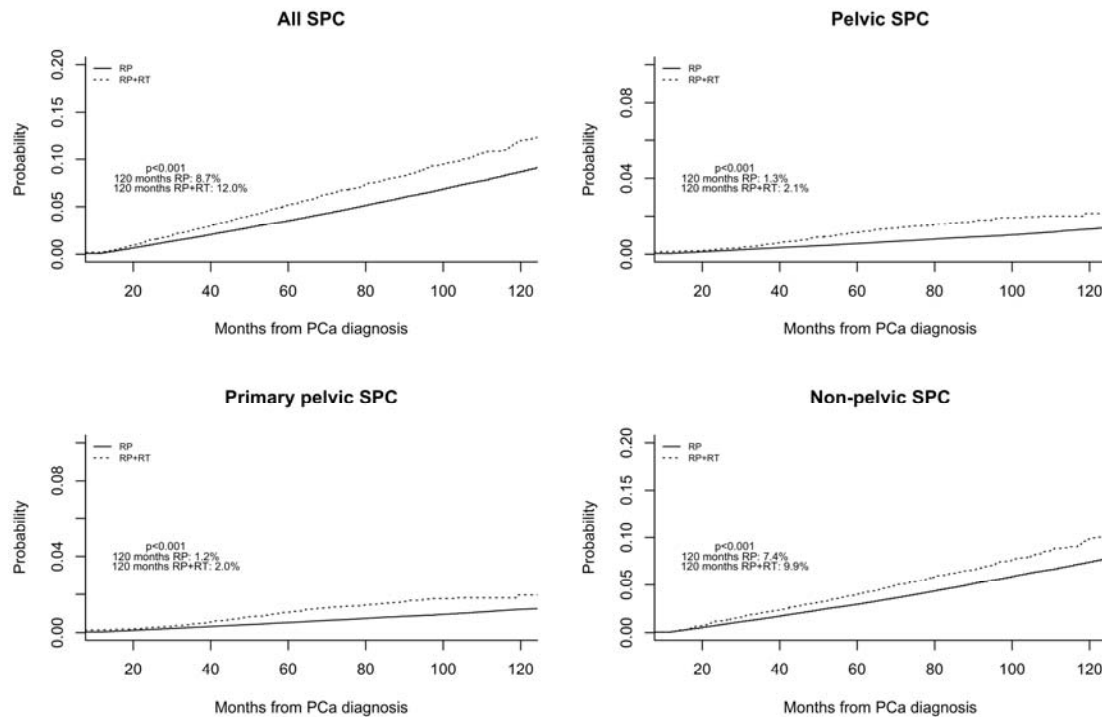 All SPC
Probability
0.00 0.05 0.10 0.15 0.20
RP
RP+RT
p<0.001
120 months RP: 8.7%
120 months RP+RT: 12.0%
20 40 60 80 100 120
Months from PCa diagnosis
Pelvic SPC
Probability
0.00 0.04 0.08
RP
RP+RT
p<0.001
120 months RP: 1.3%
120 months RP+RT: 2.1%
20 40 60 80 100 120
Months from PCa diagnosis
Primary pelvic SPC
Probability
0.00 0.04 0.08
RP
RP+RT
p<0.001
120 months RP: 1.2%
120 months RP+RT: 2.0%
20 40 60 80 100 120
Months from PCa diagnosis
Non-pelvic SPC
Probability
0.00 0.05 0.10 0.15 0.20
RP
RP+RT
p<0.001
120 months RP: 7.4%
120 months RP+RT: 9.9%
20 40 60 80 100 120
Months from PCa diagnosis